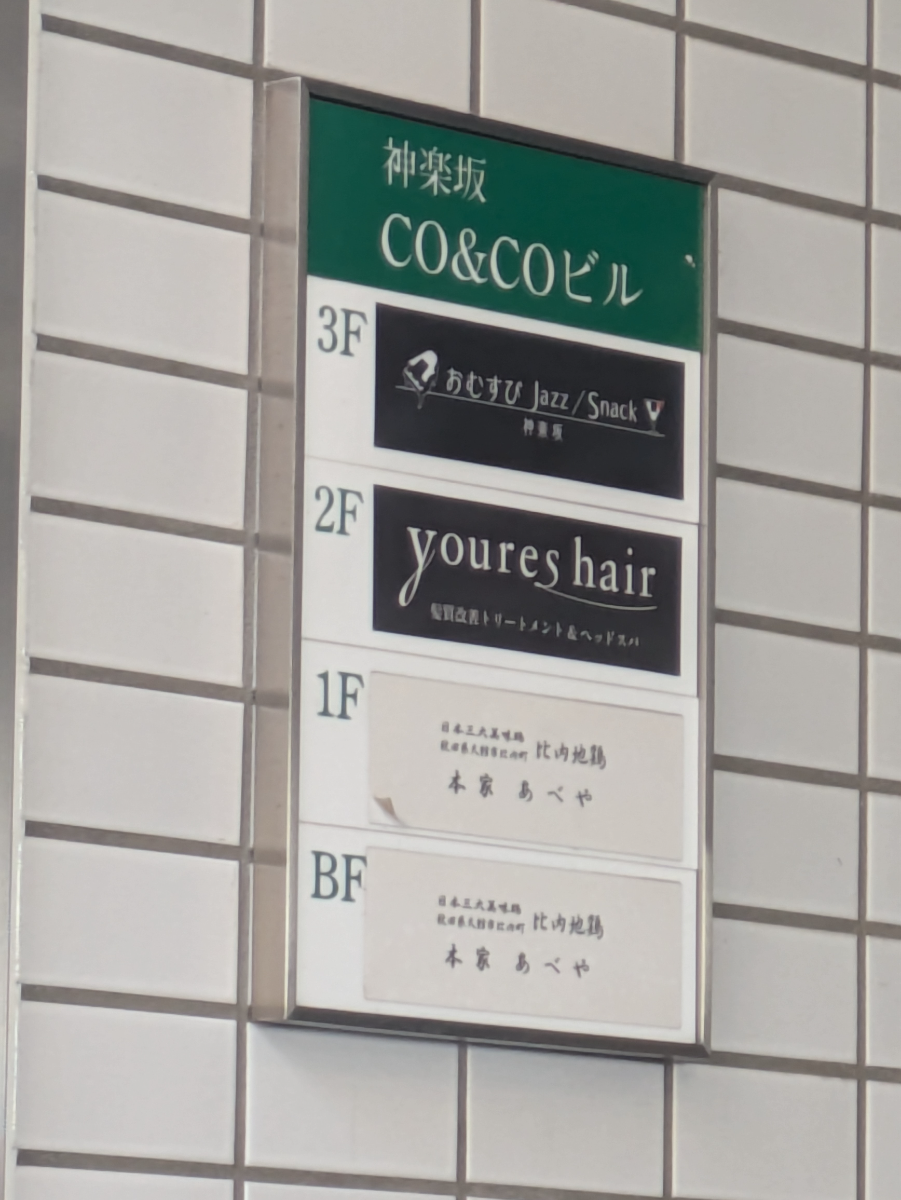 神楽坂
CO&COビル
3F
おむすび Jazz/Snack
神楽坂
2F
youres hair
髪質改善トリートメント&ヘッドスパ
1F
日本三大美味鶏
秋田県大館市比内町 比内地鶏
本家 あべや
BF
日本三大美味鶏
秋田県大館市比内町 比内地鶏
本家 あべや